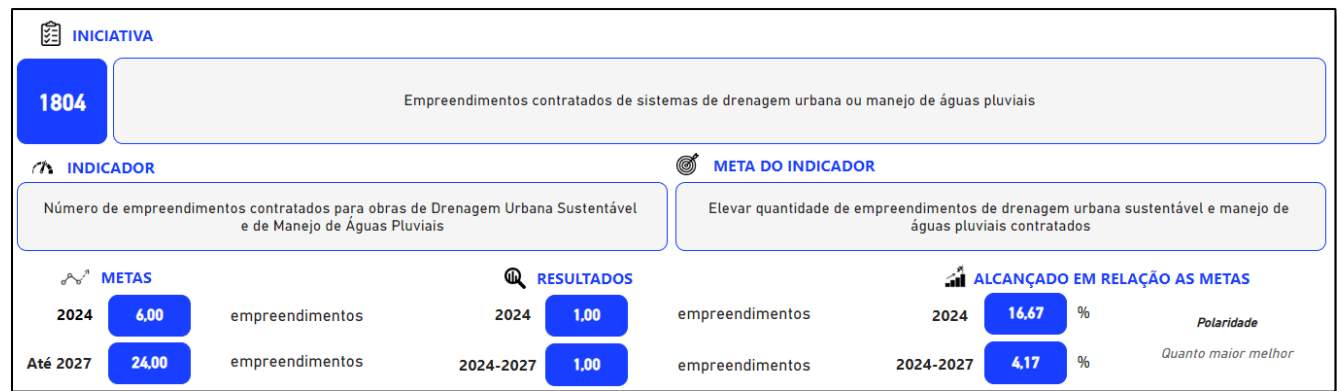 INICIATIVA
1804
Empreendimentos contratados de sistemas de drenagem urbana ou manejo de águas pluviais
INDICADOR
Número de empreendimentos contratados para obras de Drenagem Urbana Sustentável
e de Manejo de Águas Pluviais
META DO INDICADOR
Elevar quantidade de empreendimentos de drenagem urbana sustentável e manejo de
águas pluviais contratados
METAS
2024 6,00 empreendimentos
Até 2027 24,00 empreendimentos
RESULTADOS
2024 1,00 empreendimentos
2024-2027 1,00 empreendimentos
ALCANÇADO EM RELAÇÃO AS METAS
2024 16,67 %
2024-2027 4,17 %
Polaridade
Quanto maior melhor